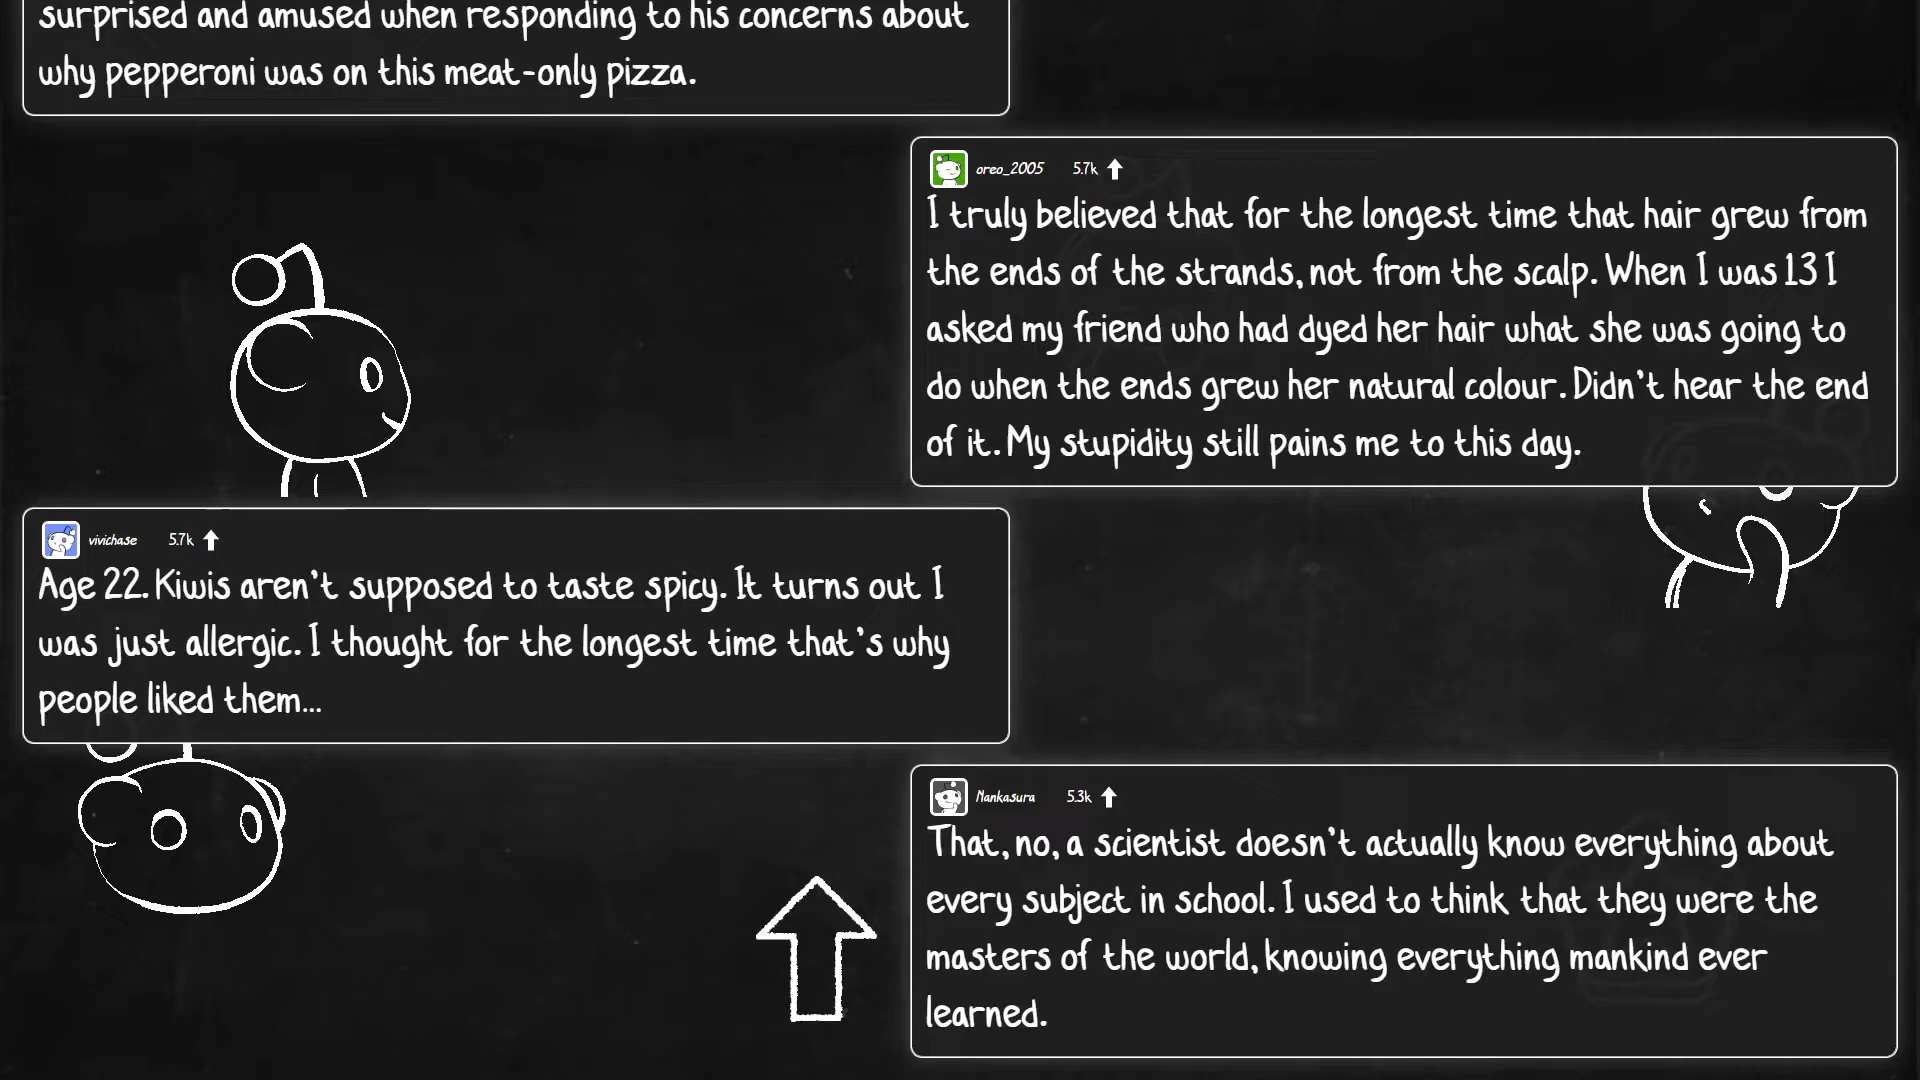 surprised and amused when responding to his concerns about
why pepperoni was on this meat-only pizza.
oreo_2005 5.7k
I truly believed that for the longest time that hair grew from
the ends of the strands, not from the scalp. When I was 13 I
asked my friend who had dyed her hair what she was going to
do when the ends grew her natural colour. Didn't hear the end
of it. My stupidity still pains me to this day.
vivichase 5.7k
Age 22. Kiwis aren't supposed to taste spicy. It turns out I
was just allergic. I thought for the longest time that's why
people liked them...
Nankasura 5.3k
That, no, a scientist doesn't actually know everything about
every subject in school. I used to think that they were the
masters of the world, knowing everything mankind ever
learned.